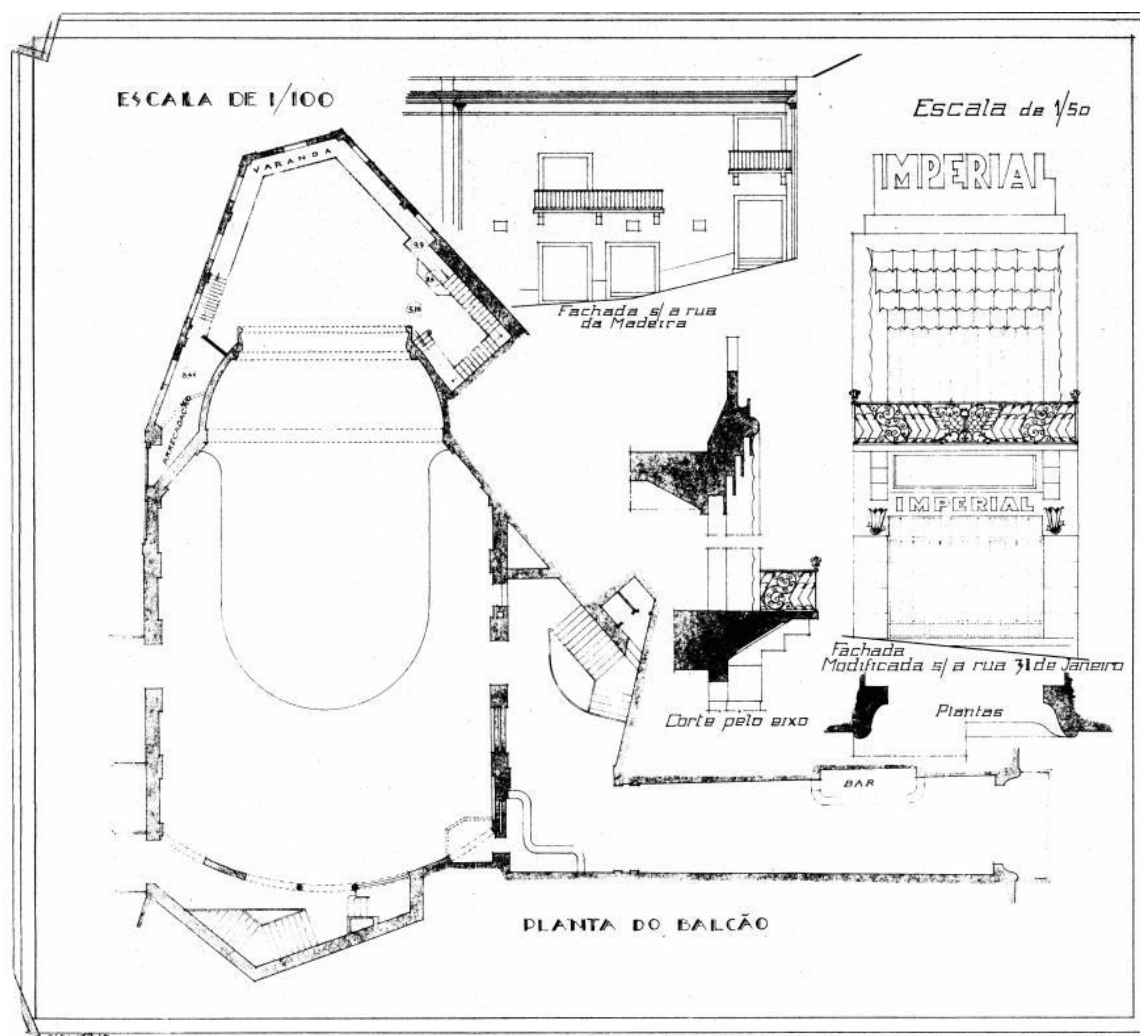 ESCALA DE 1/100
Escala de 1/50
IMPERIAL
VARANDA
Fachada s/ a rua
da Madeira
ARRECADAÇÃO
IMPERIAL
Fachada
Modificada s/ a rua 31 de Janeiro
Corte pelo eixo
Plantas
BAR
PLANTA DO BALCÃO